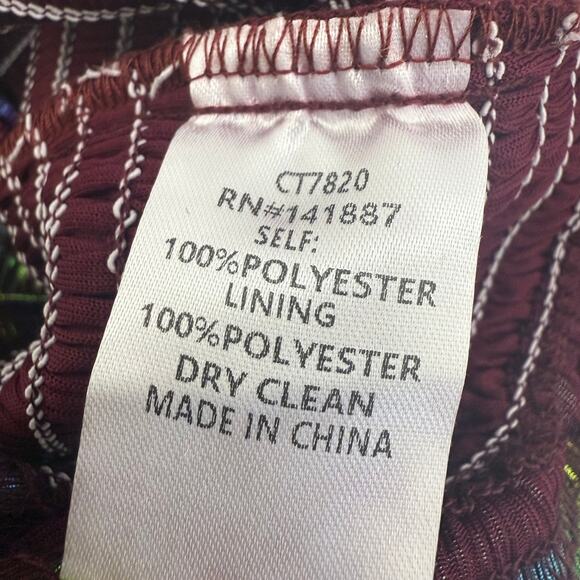 CT7820
RN#141887
SELF:
100%POLYESTER
LINING
100%POLYESTER
DRY CLEAN
MADE IN CHINA